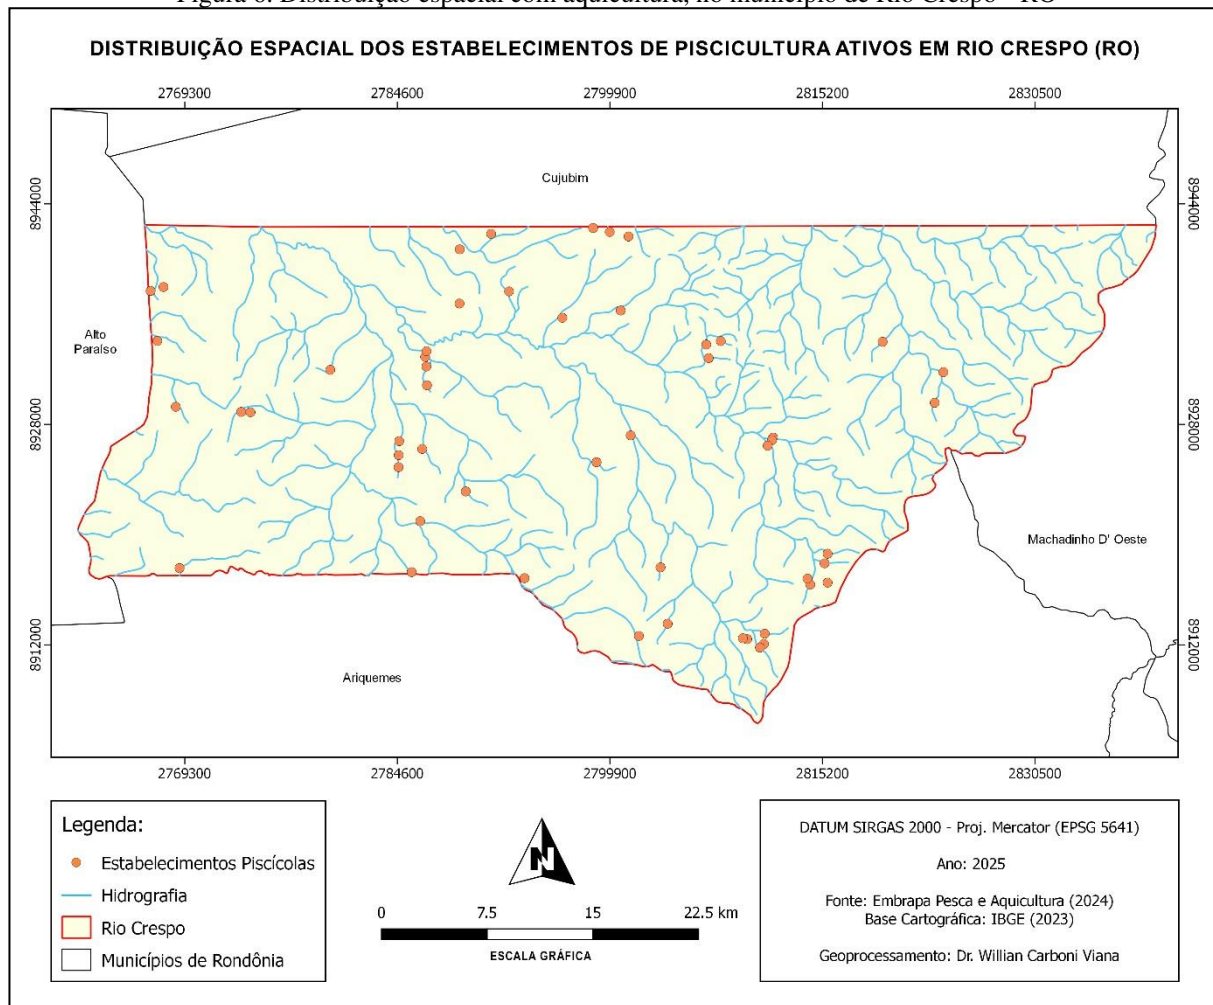 Figura 6: Distribuição espacial com aquicultura, no município de Rio Crespo - RO
DISTRIBUIÇÃO ESPACIAL DOS ESTABELECIMENTOS DE PISCICULTURA ATIVOS EM RIO CRESPO (RO)
2769300 2784600 2799900 2815200 2830500
Cujubim
8944000 8944000
Alto
Paraíso
8928000 8928000
Machadinho D' Oeste
8912000 8912000
Ariquemes
2769300 2784600 2799900 2815200 2830500
Legenda:
Estabelecimentos Piscícolas
Hidrografia
Rio Crespo
Municípios de Rondônia
N
0 7.5 15 22.5 km
ESCALA GRÁFICA
DATUM SIRGAS 2000 - Proj. Mercator (EPSG 5641)
Ano: 2025
Fonte: Embrapa Pesca e Aquicultura (2024)
Base Cartográfica: IBGE (2023)
Geoprocessamento: Dr. Willian Carboni Viana